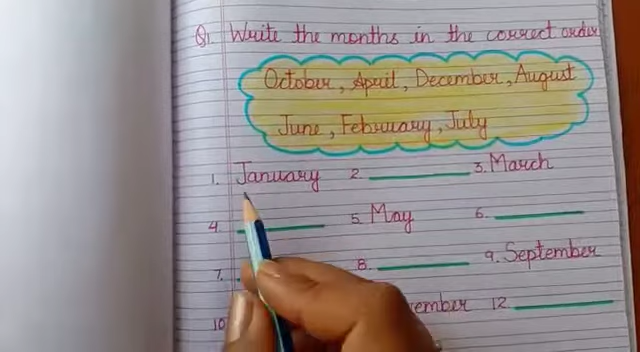 Q1. Write the months in the correct order
October, April, December, August
June, February, July
1. January 2. 3. March
4. 5. May 6.
7. 8. 9. September
10 12.